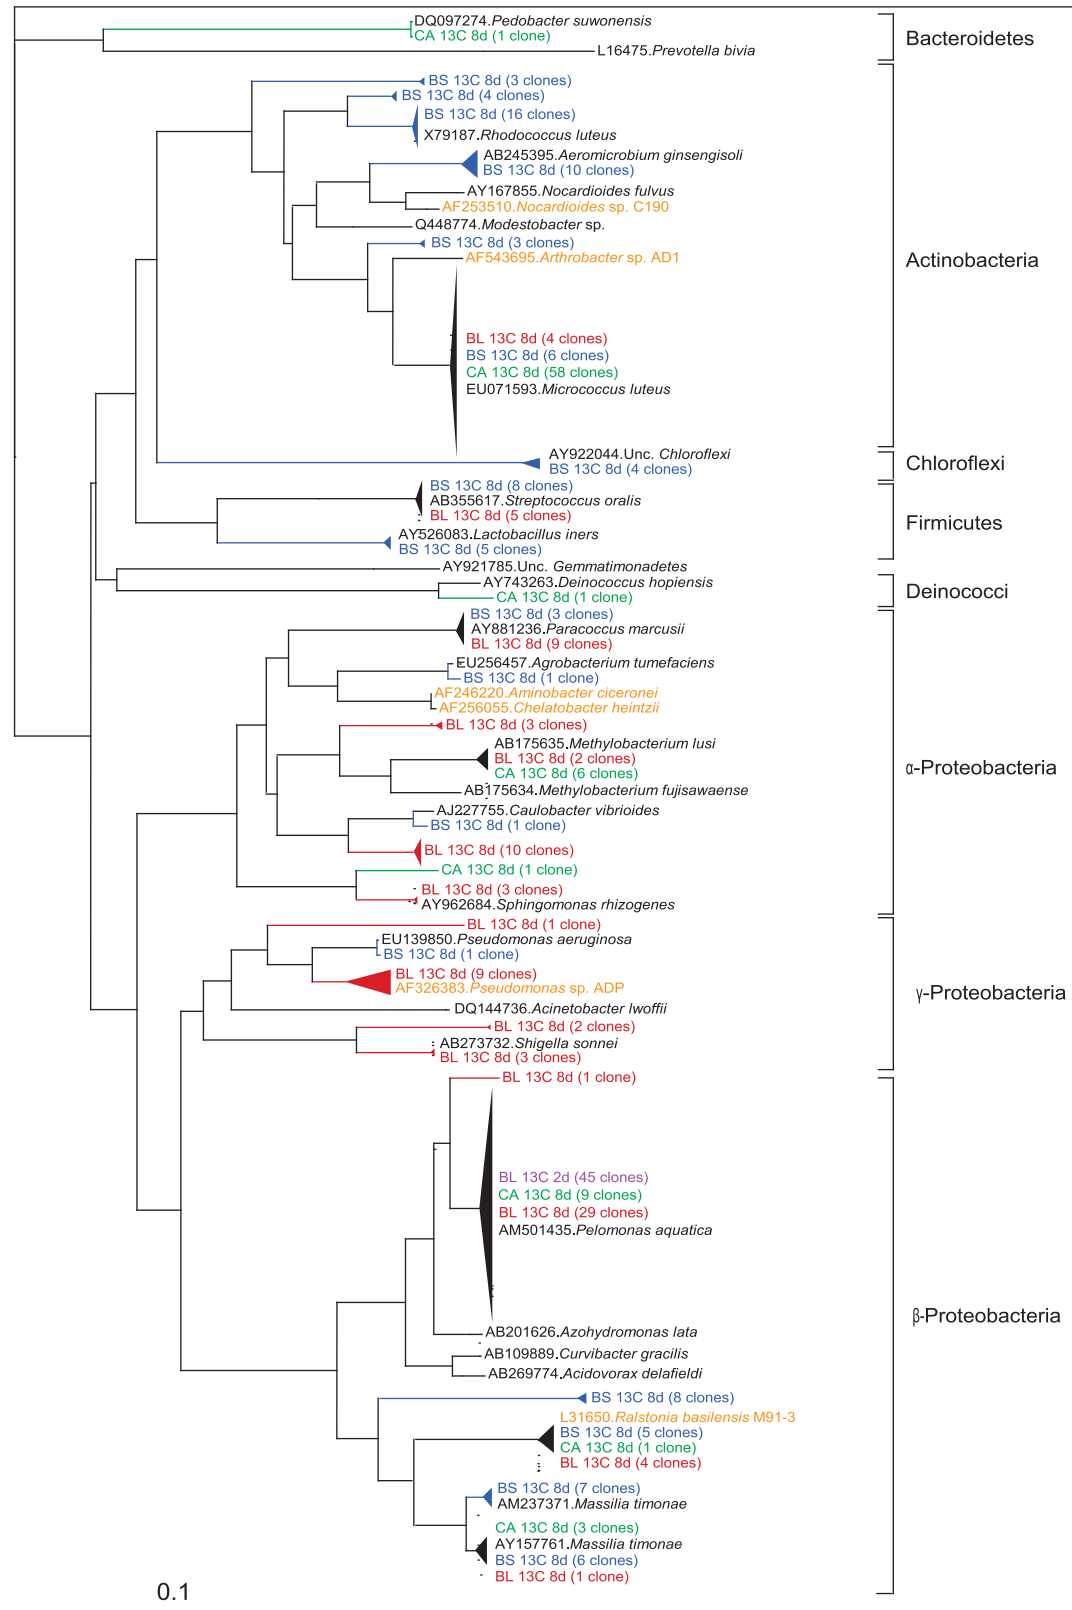 DQ097274.Pedobacter suwonensis
CA 13C 8d (1 clone)
Bacteroidetes
L16475.Prevotella bivia
BS 13C 8d (3 clones)
BS 13C 8d (4 clones)
BS 13C 8d (16 clones)
X79187.Rhodococcus luteus
AB245395.Aeromicrobium ginsengisoli
BS 13C 8d (10 clones)
AY167855.Nocardioides fulvus
AF253510.Nocardioides sp. C190
Q448774.Modestobacter sp.
BS 13C 8d (3 clones)
AF543695.Arthrobacter sp. AD1
Actinobacteria
BL 13C 8d (4 clones)
BS 13C 8d (6 clones)
CA 13C 8d (58 clones)
EU071593.Micrococcus luteus
AY922044.Unc. Chloroflexi
BS 13C 8d (4 clones)
Chloroflexi
BS 13C 8d (8 clones)
AB355617.Streptococcus oralis
BL 13C 8d (5 clones)
Firmicutes
AY526083.Lactobacillus iners
BS 13C 8d (5 clones)
AY921785.Unc. Gemmatimonadetes
AY743263.Deinococcus hopiensis
CA 13C 8d (1 clone)
Deinococci
BS 13C 8d (3 clones)
AY881236.Paracoccus marcusii
BL 13C 8d (9 clones)
EU256457.Agrobacterium tumefaciens
BS 13C 8d (1 clone)
AF246220.Aminobacter ciceronei
AF256055.Chelatobacter heintzii
BL 13C 8d (3 clones)
AB175635.Methylobacterium lusi
BL 13C 8d (2 clones)
CA 13C 8d (6 clones)
α-Proteobacteria
AB175634.Methylobacterium fujisawaense
AJ227755.Caulobacter vibrioides
BS 13C 8d (1 clone)
BL 13C 8d (10 clones)
CA 13C 8d (1 clone)
BL 13C 8d (3 clones)
AY962684.Sphingomonas rhizogenes
BL 13C 8d (1 clone)
EU139850.Pseudomonas aeruginosa
BS 13C 8d (1 clone)
BL 13C 8d (9 clones)
AF326383.Pseudomonas sp. ADP
γ-Proteobacteria
DQ144736.Acinetobacter lwoffii
BL 13C 8d (2 clones)
AB273732.Shigella sonnei
BL 13C 8d (3 clones)
BL 13C 8d (1 clone)
BL 13C 2d (45 clones)
CA 13C 8d (9 clones)
BL 13C 8d (29 clones)
AM501435.Pelomonas aquatica
β-Proteobacteria
AB201626.Azohydromonas lata
AB109889.Curvibacter gracilis
AB269774.Acidovorax delafieldi
BS 13C 8d (8 clones)
L31650.Ralstonia basilensis M91-3
BS 13C 8d (5 clones)
CA 13C 8d (1 clone)
BL 13C 8d (4 clones)
BS 13C 8d (7 clones)
AM237371.Massilia timonae
CA 13C 8d (3 clones)
AY157761.Massilia timonae
BS 13C 8d (6 clones)
BL 13C 8d (1 clone)
0.1